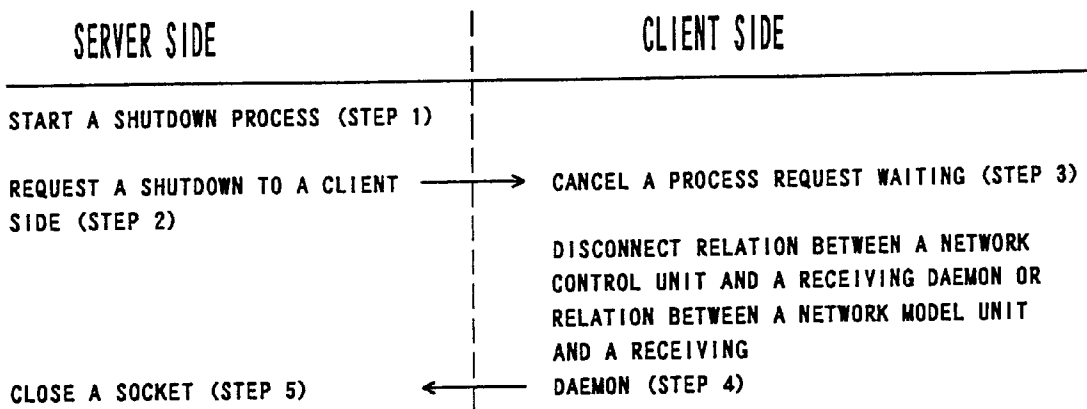 SERVER SIDE
CLIENT SIDE
START A SHUTDOWN PROCESS (STEP 1)
REQUEST A SHUTDOWN TO A CLIENT
SIDE (STEP 2)
CANCEL A PROCESS REQUEST WAITING (STEP 3)
DISCONNECT RELATION BETWEEN A NETWORK
CONTROL UNIT AND A RECEIVING DAEMON OR
RELATION BETWEEN A NETWORK MODEL UNIT
AND A RECEIVING
DAEMON (STEP 4)
CLOSE A SOCKET (STEP 5)